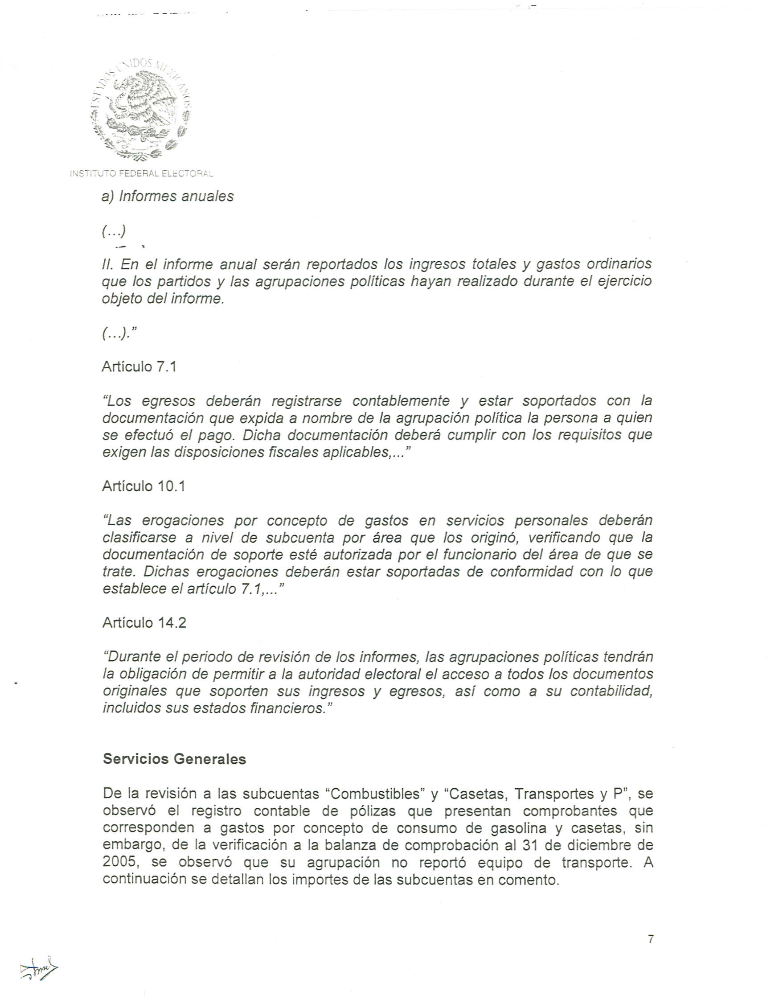 ESTADOS UNIDOS MEXICANOS
INSTITUTO FEDERAL ELECTORAL
a) Informes anuales
(...)
II. En el informe anual serán reportados los ingresos totales y gastos ordinarios
que los partidos y las agrupaciones políticas hayan realizado durante el ejercicio
objeto del informe.
(...).”
Artículo 7.1
“Los egresos deberán registrarse contablemente y estar soportados con la
documentación que expida a nombre de la agrupación política la persona a quien
se efectuó el pago. Dicha documentación deberá cumplir con los requisitos que
exigen las disposiciones fiscales aplicables,...”
Artículo 10.1
“Las erogaciones por concepto de gastos en servicios personales deberán
clasificarse a nivel de subcuenta por área que los originó, verificando que la
documentación de soporte esté autorizada por el funcionario del área de que se
trate. Dichas erogaciones deberán estar soportadas de conformidad con lo que
establece el artículo 7.1,...”
Artículo 14.2
“Durante el periodo de revisión de los informes, las agrupaciones políticas tendrán
la obligación de permitir a la autoridad electoral el acceso a todos los documentos
originales que soporten sus ingresos y egresos, así como a su contabilidad,
incluidos sus estados financieros.”
Servicios Generales
De la revisión a las subcuentas “Combustibles” y “Casetas, Transportes y P”, se
observó el registro contable de pólizas que presentan comprobantes que
corresponden a gastos por concepto de consumo de gasolina y casetas, sin
embargo, de la verificación a la balanza de comprobación al 31 de diciembre de
2005, se observó que su agrupación no reportó equipo de transporte. A
continuación se detallan los importes de las subcuentas en comento.
7